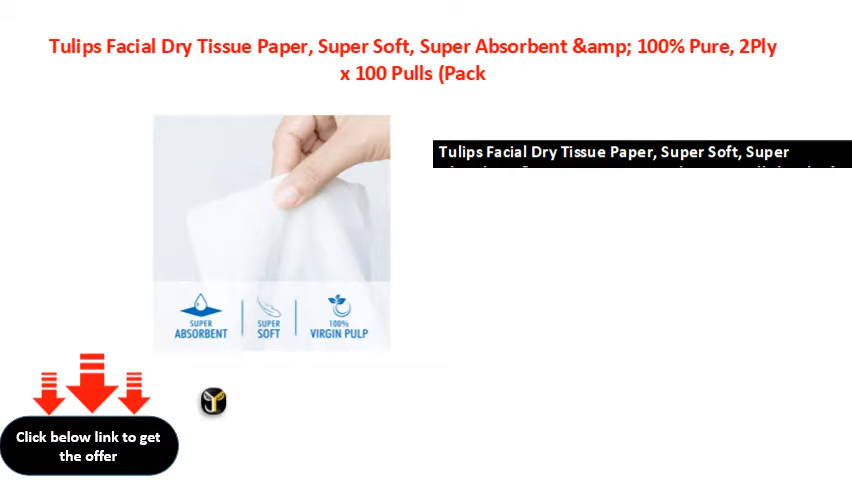 Tulips Facial Dry Tissue Paper, Super Soft, Super Absorbent &amp; 100% Pure, 2Ply
x 100 Pulls (Pack
Tulips Facial Dry Tissue Paper, Super Soft, Super
SUPER
ABSORBENT
SUPER
SOFT
100%
VIRGIN PULP
Click below link to get
the offer